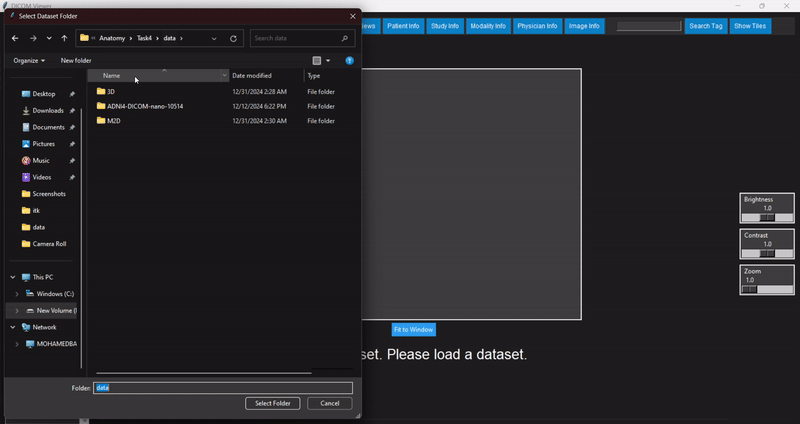 DICOM Viewer
Select Dataset Folder
Anatomy › Task4 › data ›
Search data
Organize
New folder
Name
Date modified
Type
3D
12/31/2024 2:28 AM
File folder
ADNI4-DICOM-nano-10514
12/12/2024 6:22 PM
File folder
M2D
12/31/2024 2:30 AM
File folder
Desktop
Downloads
Documents
Pictures
Music
Videos
Screenshots
itk
data
Camera Roll
This PC
Windows (C:)
New Volume (
Network
MOHAMEDBA
Folder:
data
Select Folder
Cancel
iews
Patient Info
Study Info
Modality Info
Physician Info
Image Info
Search Tag
Show Tiles
Brightness
1.0
Contrast
1.0
Zoom
1.0
Fit to Window
set. Please load a dataset.